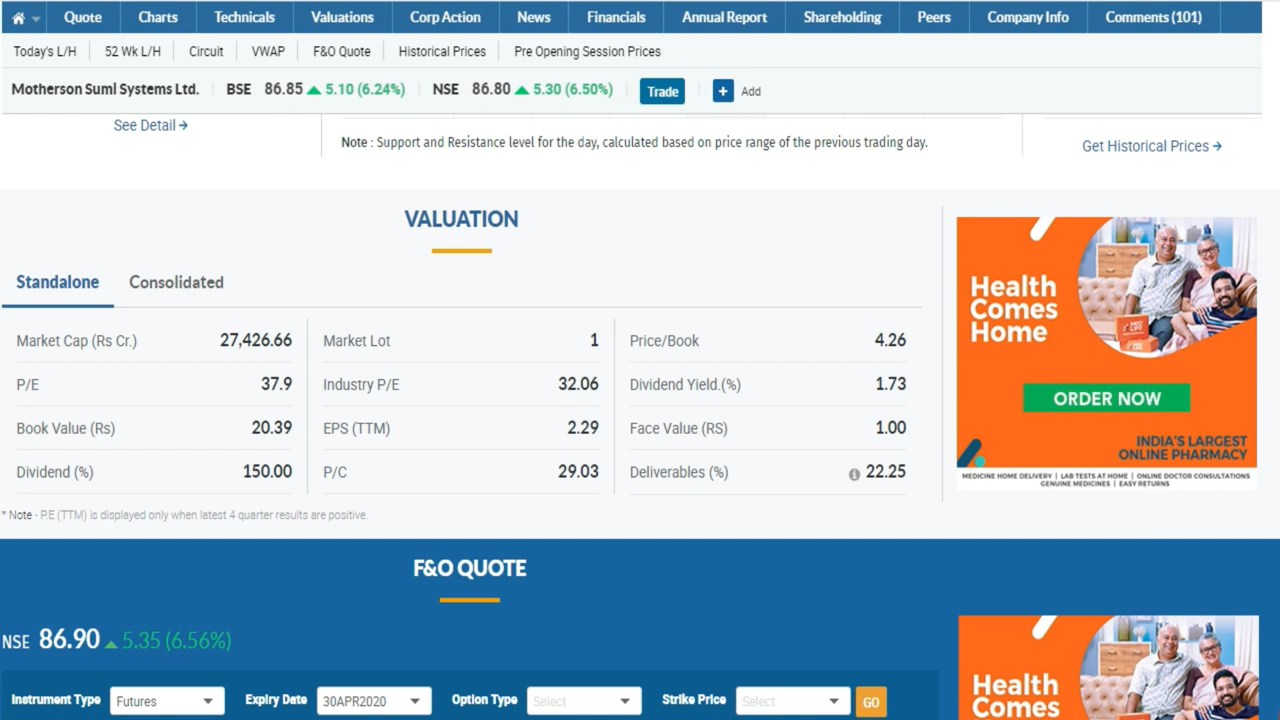 Quote Charts Technicals Valuations Corp Action News Financials Annual Report Shareholding Peers Company Info Comments (101)
Today's L/H 52 Wk L/H Circuit VWAP F&O Quote Historical Prices Pre Opening Session Prices
Motherson Sumi Systems Ltd. BSE 86.85 5.10 (6.24%) NSE 86.80 5.30 (6.50%) Trade + Add
See Detail →
Note : Support and Resistance level for the day, calculated based on price range of the previous trading day.
Get Historical Prices →
VALUATION
Standalone Consolidated
Market Cap (Rs Cr.) 27,426.66 Market Lot 1 Price/Book 4.26
P/E 37.9 Industry P/E 32.06 Dividend Yield.(%) 1.73
Book Value (Rs) 20.39 EPS (TTM) 2.29 Face Value (RS) 1.00
Dividend (%) 150.00 P/C 29.03 Deliverables (%) 22.25
* Note - P.E (TTM) is displayed only when latest 4 quarter results are positive.
Health
Comes
Home
ORDER NOW
INDIA'S LARGEST
ONLINE PHARMACY
MEDICINE HOME DELIVERY | LAB TESTS AT HOME | ONLINE DOCTOR CONSULTATIONS
GENUINE MEDICINES | EASY RETURNS
F&O QUOTE
NSE 86.90 5.35 (6.56%)
Instrument Type Futures Expiry Date 30APR2020 Option Type Select Strike Price Select GO
Health
Comes